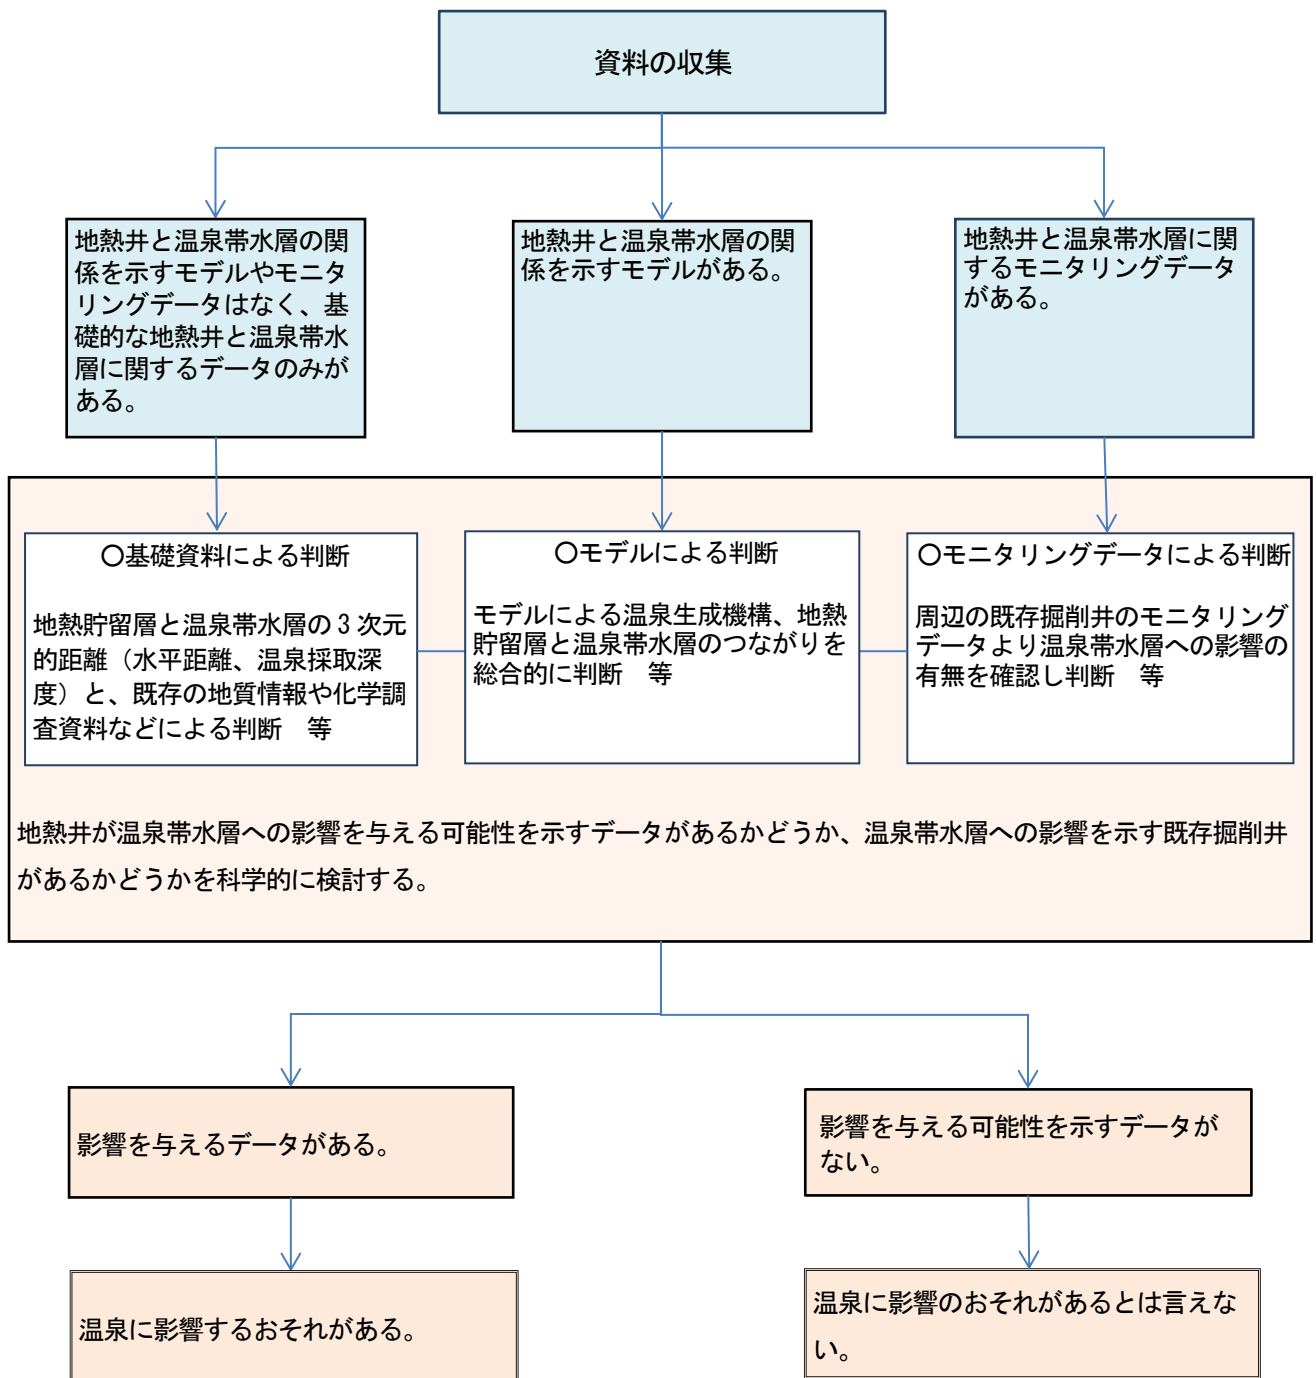 資料の収集
地熱井と温泉帯水層の関
係を示すモデルやモニタ
リングデータはなく、基
礎的な地熱井と温泉帯水
層に関するデータのみが
ある。
地熱井と温泉帯水層の関
係を示すモデルがある。
地熱井と温泉帯水層に関
するモニタリングデータ
がある。
〇基礎資料による判断
地熱貯留層と温泉帯水層の３次元
的距離（水平距離、温泉採取深
度）と、既存の地質情報や化学調
査資料などによる判断　等
〇モデルによる判断
モデルによる温泉生成機構、地熱
貯留層と温泉帯水層のつながりを
総合的に判断　等
〇モニタリングデータによる判断
周辺の既存掘削井のモニタリング
データより温泉帯水層への影響の
有無を確認し判断　等
地熱井が温泉帯水層への影響を与える可能性を示すデータがあるかどうか、温泉帯水層への影響を示す既存掘削井
があるかどうかを科学的に検討する。
影響を与えるデータがある。
影響を与える可能性を示すデータが
ない。
温泉に影響するおそれがある。
温泉に影響のおそれがあるとは言えな
い。